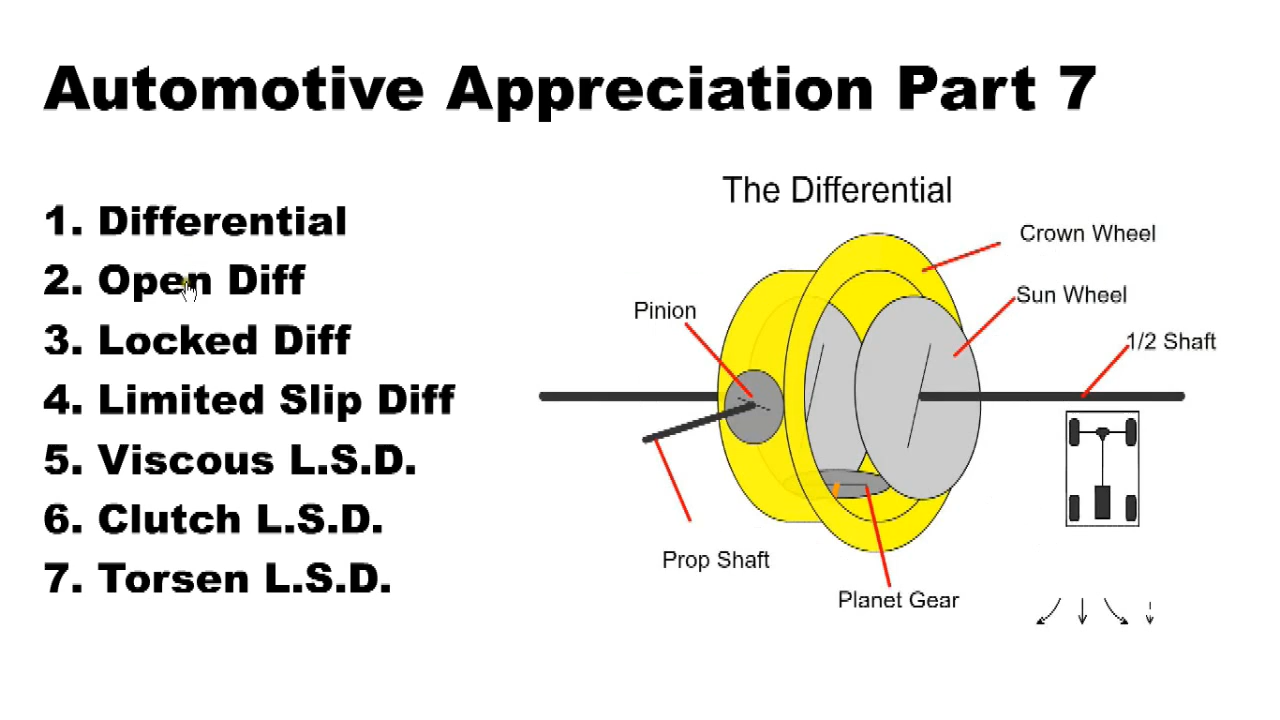 Automotive Appreciation Part 7
1. Differential
2. Open Diff
3. Locked Diff
4. Limited Slip Diff
5. Viscous L.S.D.
6. Clutch L.S.D.
7. Torsen L.S.D.
The Differential
Crown Wheel
Sun Wheel
Pinion
1/2 Shaft
Prop Shaft
Planet Gear